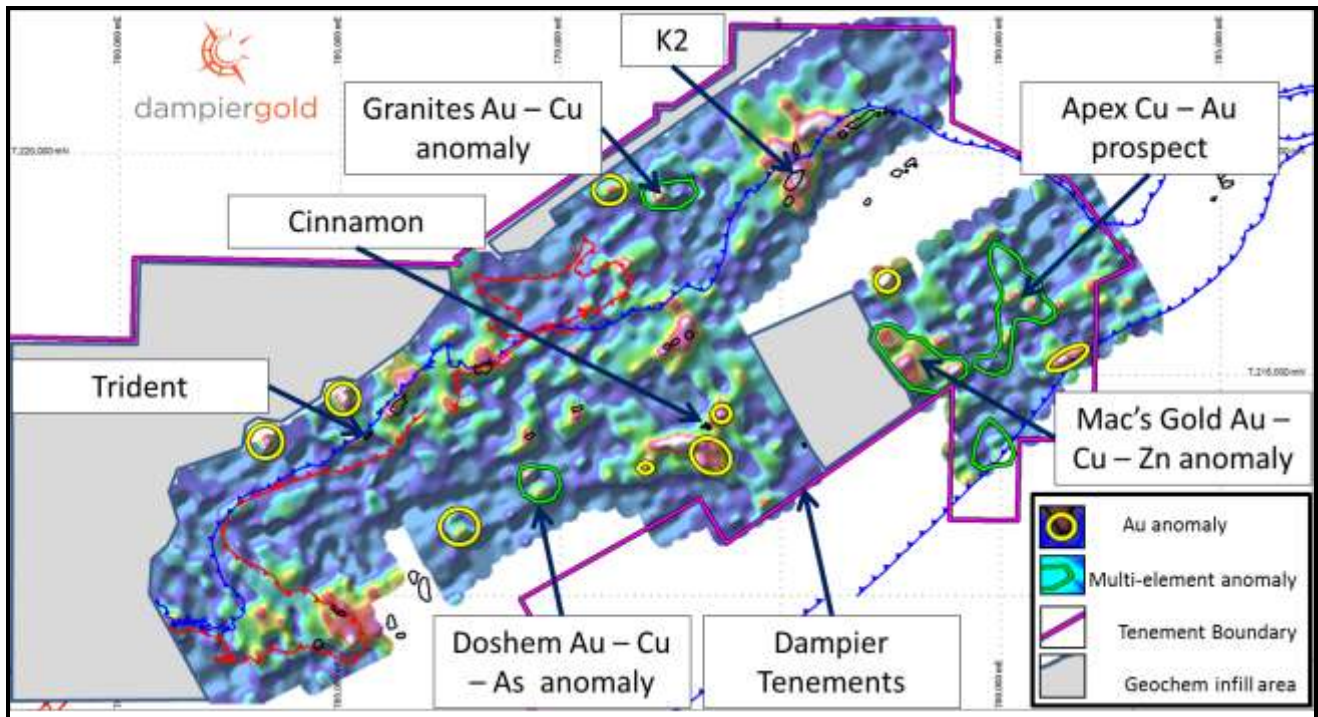 K2
dampiergold
Granites Au – Cu
anomaly
Apex Cu – Au
prospect
Cinnamon
Trident
Mac's Gold Au –
Cu – Zn anomaly
Doshem Au – Cu
– As anomaly
Dampier
Tenements
Au anomaly
Multi-element anomaly
Tenement Boundary
Geochem infill area